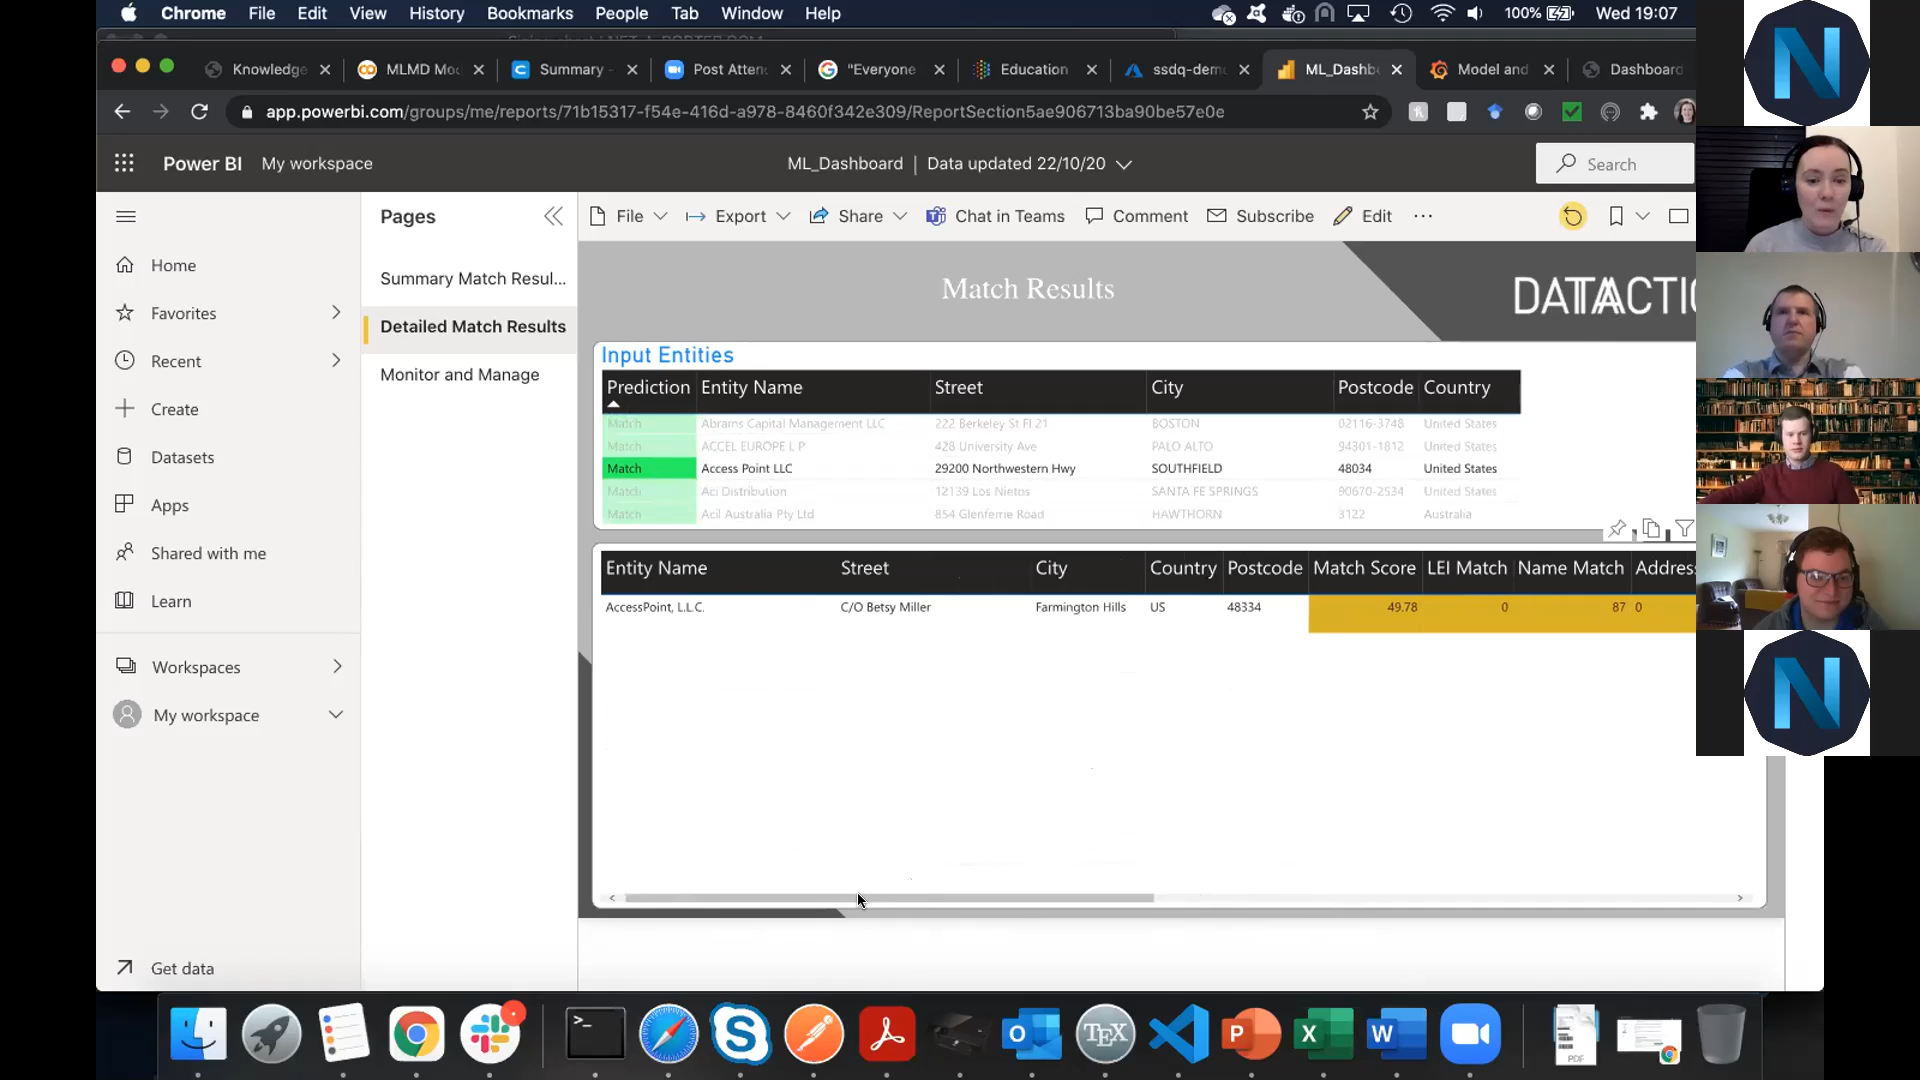 Chrome File Edit View History Bookmarks People Tab Window Help 100% Wed 19:07
Knowledge MLMD Mod Summary - Post Atten "Everyone Education ssdq-dem ML_Dashb Model and Dashboard
app.powerbi.com/groups/me/reports/71b15317-f54e-416d-a978-8460f342e309/ReportSection5ae906713ba90be57e0e
Power BI My workspace ML_Dashboard | Data updated 22/10/20 Search
Pages File Export Share Chat in Teams Comment Subscribe Edit ...
Home
Favorites
Recent
Create
Datasets
Apps
Shared with me
Learn
Workspaces
My workspace
Get data
Summary Match Resul...
Detailed Match Results
Monitor and Manage
Match Results
DATACTIO
Input Entities
Prediction Entity Name Street City Postcode Country
Match Abrams Capital Management LLC 222 Berkeley St Fl 21 BOSTON 02116-3748 United States
Match ACCEL EUROPE L P 428 University Ave PALO ALTO 94301-1812 United States
Match Access Point LLC 29200 Northwestern Hwy SOUTHFIELD 48034 United States
Match Aci Distribution 12139 Los Nietos SANTA FE SPRINGS 90670-2534 United States
Match Acil Australia Pty Ltd 854 Glenferrie Road HAWTHORN 3122 Australia
Entity Name Street City Country Postcode Match Score LEI Match Name Match Address
AccessPoint, L.L.C. C/O Betsy Miller Farmington Hills US 48334 49.78 0 87 0